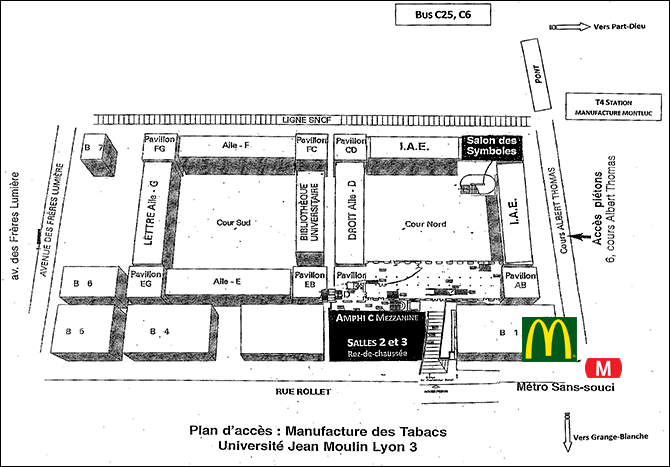 Bus C25, C6
Vers Part-Dieu
PONT
T4 STATION
MANUFACTURE MONTLUC
LIGNE SNCF
B 7
Pavillon
FG
Aile - F
Pavillon
FC
Pavillon
CD
I.A.E.
Salon des
Symboles
av. des Frères Lumière
AVENUE DES FRÈRES LUMIÈRE
LETTRE Aile - G
Cour Sud
BIBLIOTHÈQUE
UNIVERSITAIRE
DROIT Aile - D
Cour Nord
I.A.E.
Cours ALBERT THOMAS
Accès piétons
6, cours Albert Thomas
B 6
Pavillon
EG
Aile - E
Pavillon
EB
Pavillon
Pavillon
AB
B 5
B 4
AMPHI C MEZZANINE
SALLES 2 et 3
Rez-de-chaussée
B 1
M
M
Métro Sans-souci
RUE ROLLET
Plan d'accès : Manufacture des Tabacs
Université Jean Moulin Lyon 3
Vers Grange-Blanche